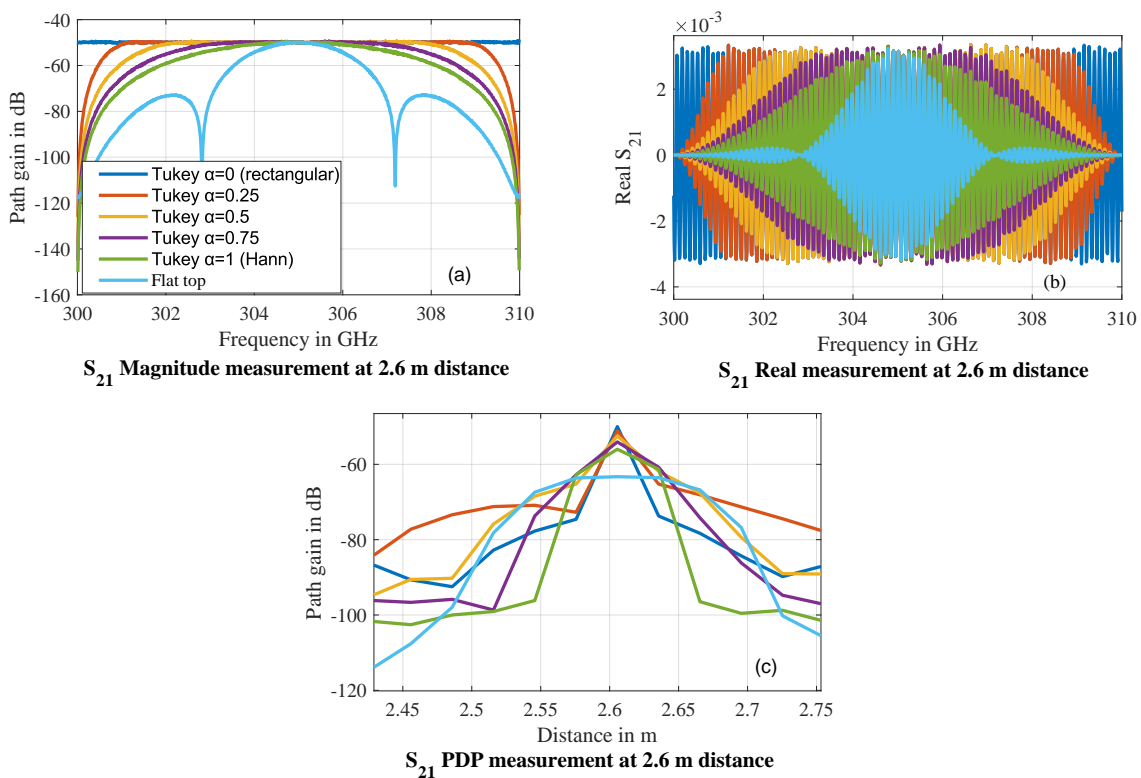 -40
-60
-80
-100
-120
-140
-160
Path gain in dB
Tukey α=0 (rectangular)
Tukey α=0.25
Tukey α=0.5
Tukey α=0.75
Tukey α=1 (Hann)
Flat top
(a)
300 302 304 306 308 310
Frequency in GHz
S21 Magnitude measurement at 2.6 m distance
×10-3
2
0
-2
-4
Real S21
(b)
300 302 304 306 308 310
Frequency in GHz
S21 Real measurement at 2.6 m distance
-60
-80
-100
-120
Path gain in dB
(c)
2.45 2.5 2.55 2.6 2.65 2.7 2.75
Distance in m
S21 PDP measurement at 2.6 m distance